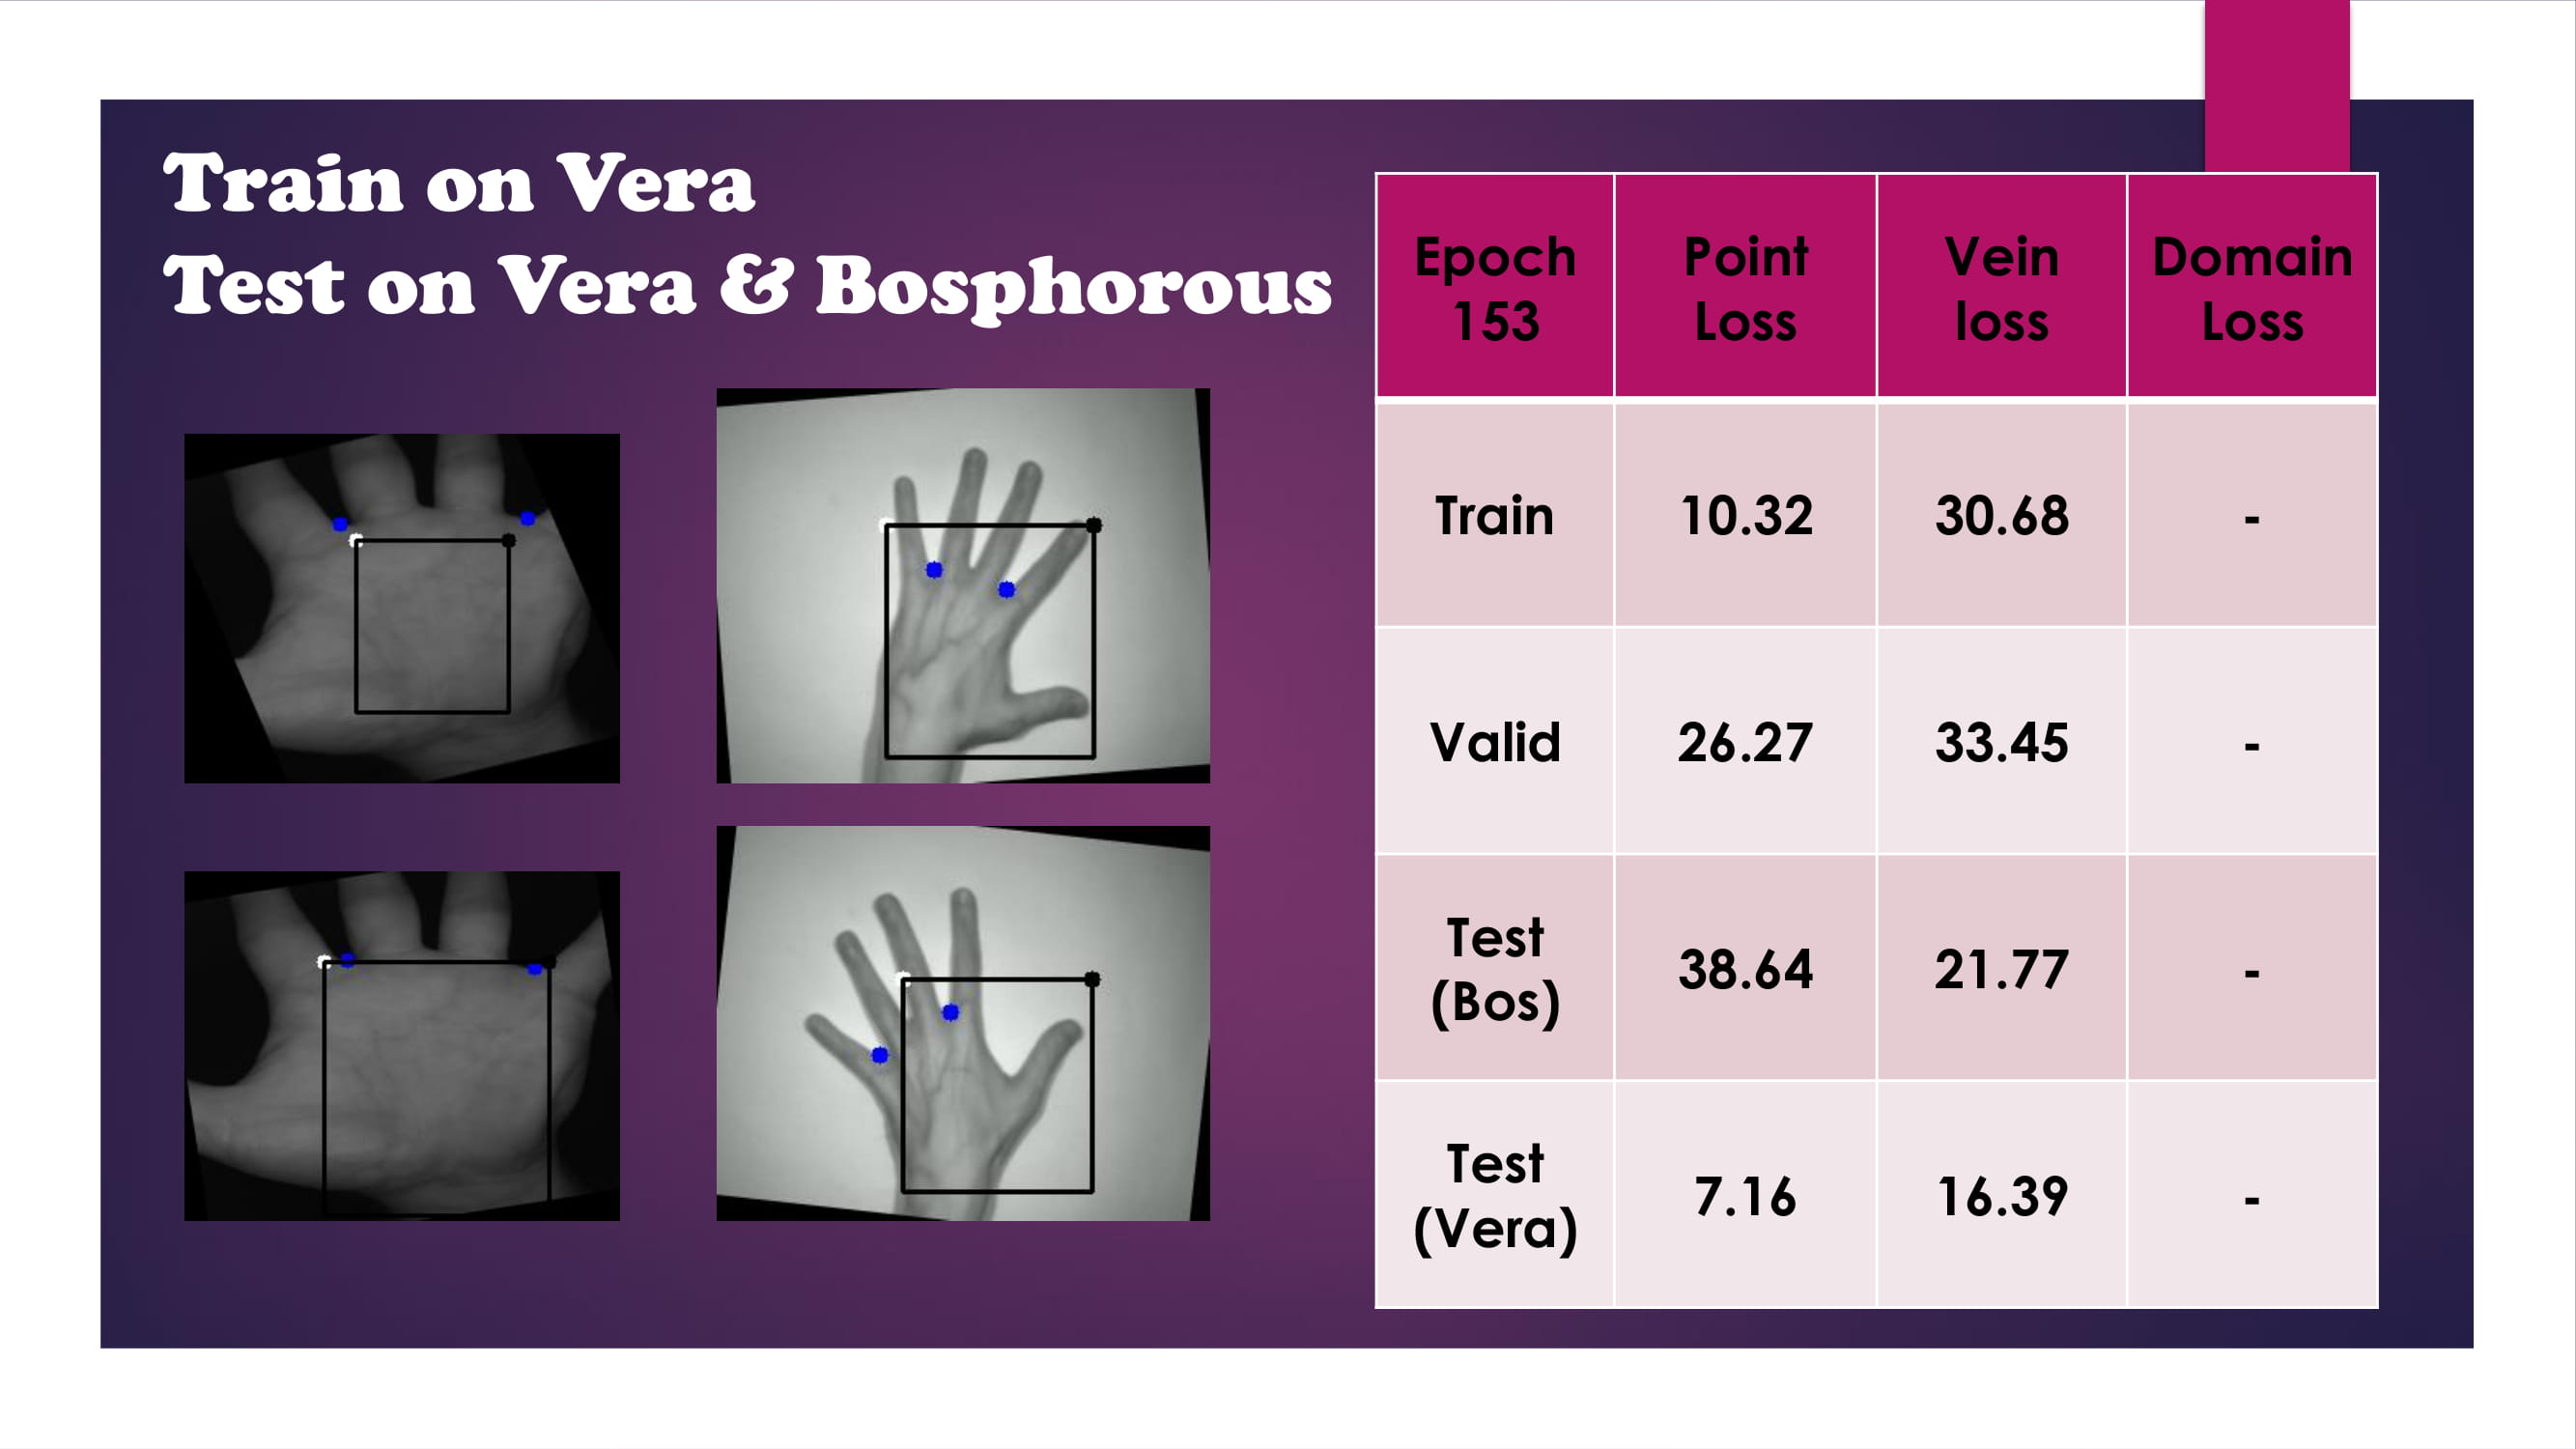 Train on Vera
Test on Vera & Bosphorous
Epoch 153 Point Loss Vein loss Domain Loss
Train 10.32 30.68 -
Valid 26.27 33.45 -
Test (Bos) 38.64 21.77 -
Test (Vera) 7.16 16.39 -